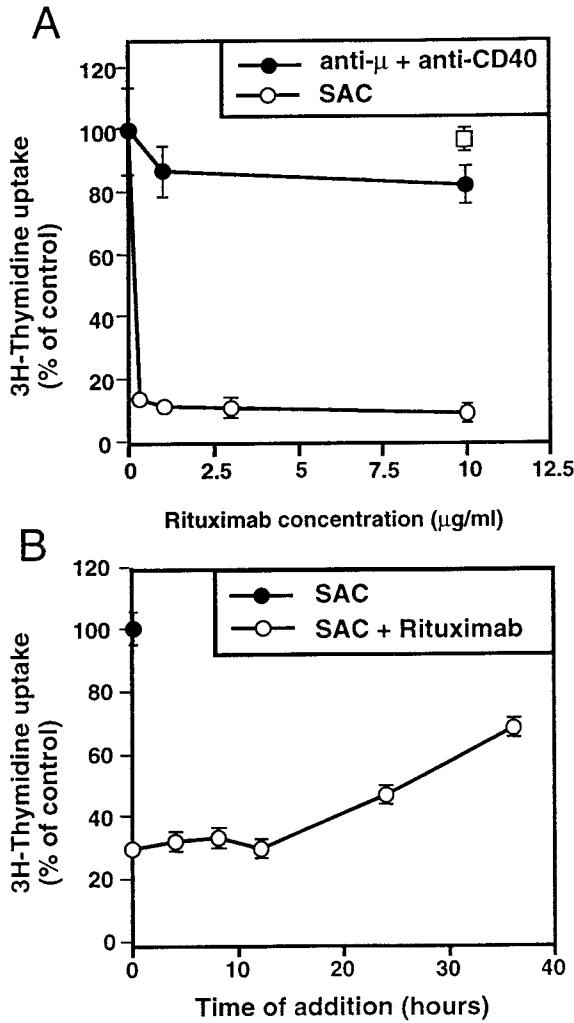 A
120
100
80
60
40
20
0
3H-Thymidine uptake
(% of control)
anti-μ + anti-CD40
SAC
0 2.5 5 7.5 10 12.5
Rituximab concentration (μg/ml)
B
120
100
80
60
40
20
0
3H-Thymidine uptake
(% of control)
SAC
SAC + Rituximab
0 10 20 30 40
Time of addition (hours)